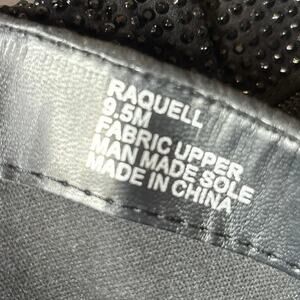 RAQUELL
9.5M
FABRIC UPPER
MAN MADE SOLE
MADE IN CHINA